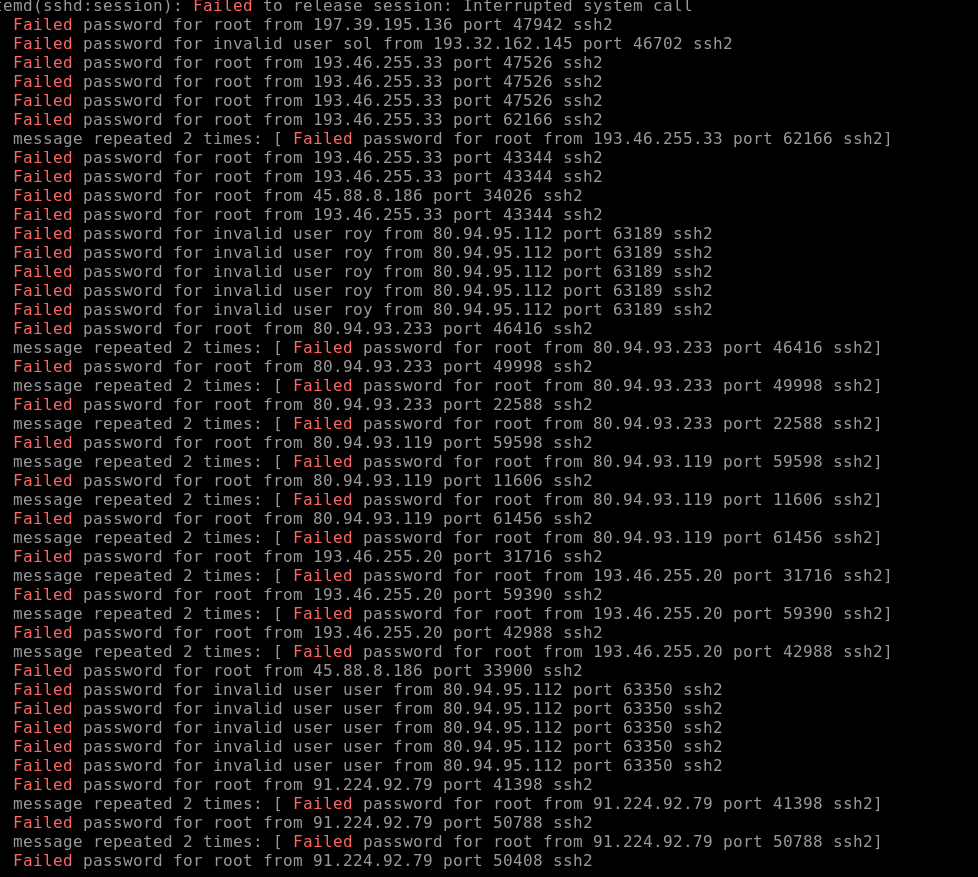 temd(sshd:session): Failed to release session: Interrupted system call
Failed password for root from 197.39.195.136 port 47942 ssh2
Failed password for invalid user sol from 193.32.162.145 port 46702 ssh2
Failed password for root from 193.46.255.33 port 47526 ssh2
Failed password for root from 193.46.255.33 port 47526 ssh2
Failed password for root from 193.46.255.33 port 47526 ssh2
Failed password for root from 193.46.255.33 port 62166 ssh2
message repeated 2 times: [ Failed password for root from 193.46.255.33 port 62166 ssh2]
Failed password for root from 193.46.255.33 port 43344 ssh2
Failed password for root from 193.46.255.33 port 43344 ssh2
Failed password for root from 45.88.8.186 port 34026 ssh2
Failed password for root from 193.46.255.33 port 43344 ssh2
Failed password for invalid user roy from 80.94.95.112 port 63189 ssh2
Failed password for invalid user roy from 80.94.95.112 port 63189 ssh2
Failed password for invalid user roy from 80.94.95.112 port 63189 ssh2
Failed password for invalid user roy from 80.94.95.112 port 63189 ssh2
Failed password for invalid user roy from 80.94.95.112 port 63189 ssh2
Failed password for root from 80.94.93.233 port 46416 ssh2
message repeated 2 times: [ Failed password for root from 80.94.93.233 port 46416 ssh2]
Failed password for root from 80.94.93.233 port 49998 ssh2
message repeated 2 times: [ Failed password for root from 80.94.93.233 port 49998 ssh2]
Failed password for root from 80.94.93.233 port 22588 ssh2
message repeated 2 times: [ Failed password for root from 80.94.93.233 port 22588 ssh2]
Failed password for root from 80.94.93.119 port 59598 ssh2
message repeated 2 times: [ Failed password for root from 80.94.93.119 port 59598 ssh2]
Failed password for root from 80.94.93.119 port 11606 ssh2
message repeated 2 times: [ Failed password for root from 80.94.93.119 port 11606 ssh2]
Failed password for root from 80.94.93.119 port 61456 ssh2
message repeated 2 times: [ Failed password for root from 80.94.93.119 port 61456 ssh2]
Failed password for root from 193.46.255.20 port 31716 ssh2
message repeated 2 times: [ Failed password for root from 193.46.255.20 port 31716 ssh2]
Failed password for root from 193.46.255.20 port 59390 ssh2
message repeated 2 times: [ Failed password for root from 193.46.255.20 port 59390 ssh2]
Failed password for root from 193.46.255.20 port 42988 ssh2
message repeated 2 times: [ Failed password for root from 193.46.255.20 port 42988 ssh2]
Failed password for root from 45.88.8.186 port 33900 ssh2
Failed password for invalid user user from 80.94.95.112 port 63350 ssh2
Failed password for invalid user user from 80.94.95.112 port 63350 ssh2
Failed password for invalid user user from 80.94.95.112 port 63350 ssh2
Failed password for invalid user user from 80.94.95.112 port 63350 ssh2
Failed password for invalid user user from 80.94.95.112 port 63350 ssh2
Failed password for root from 91.224.92.79 port 41398 ssh2
message repeated 2 times: [ Failed password for root from 91.224.92.79 port 41398 ssh2]
Failed password for root from 91.224.92.79 port 50788 ssh2
message repeated 2 times: [ Failed password for root from 91.224.92.79 port 50788 ssh2]
Failed password for root from 91.224.92.79 port 50408 ssh2